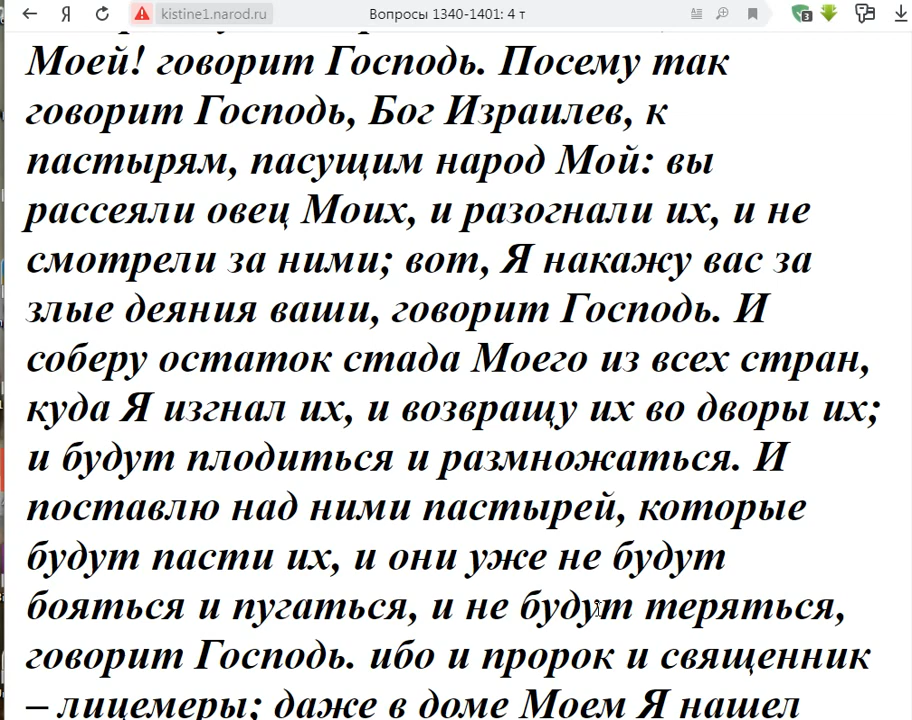 Я kistine1.narod.ru Вопросы 1340-1401: 4 т 3
Моей! говорит Господь. Посему так
говорит Господь, Бог Израилев, к
пастырям, пасущим народ Мой: вы
рассеяли овец Моих, и разогнали их, и не
смотрели за ними; вот, Я накажу вас за
злые деяния ваши, говорит Господь. И
соберу остаток стада Моего из всех стран,
куда Я изгнал их, и возвращу их во дворы их;
и будут плодиться и размножаться. И
поставлю над ними пастырей, которые
будут пасти их, и они уже не будут
бояться и пугаться, и не будут теряться,
говорит Господь. ибо и пророк и священник
– лицемеры; даже в доме Моем Я нашел